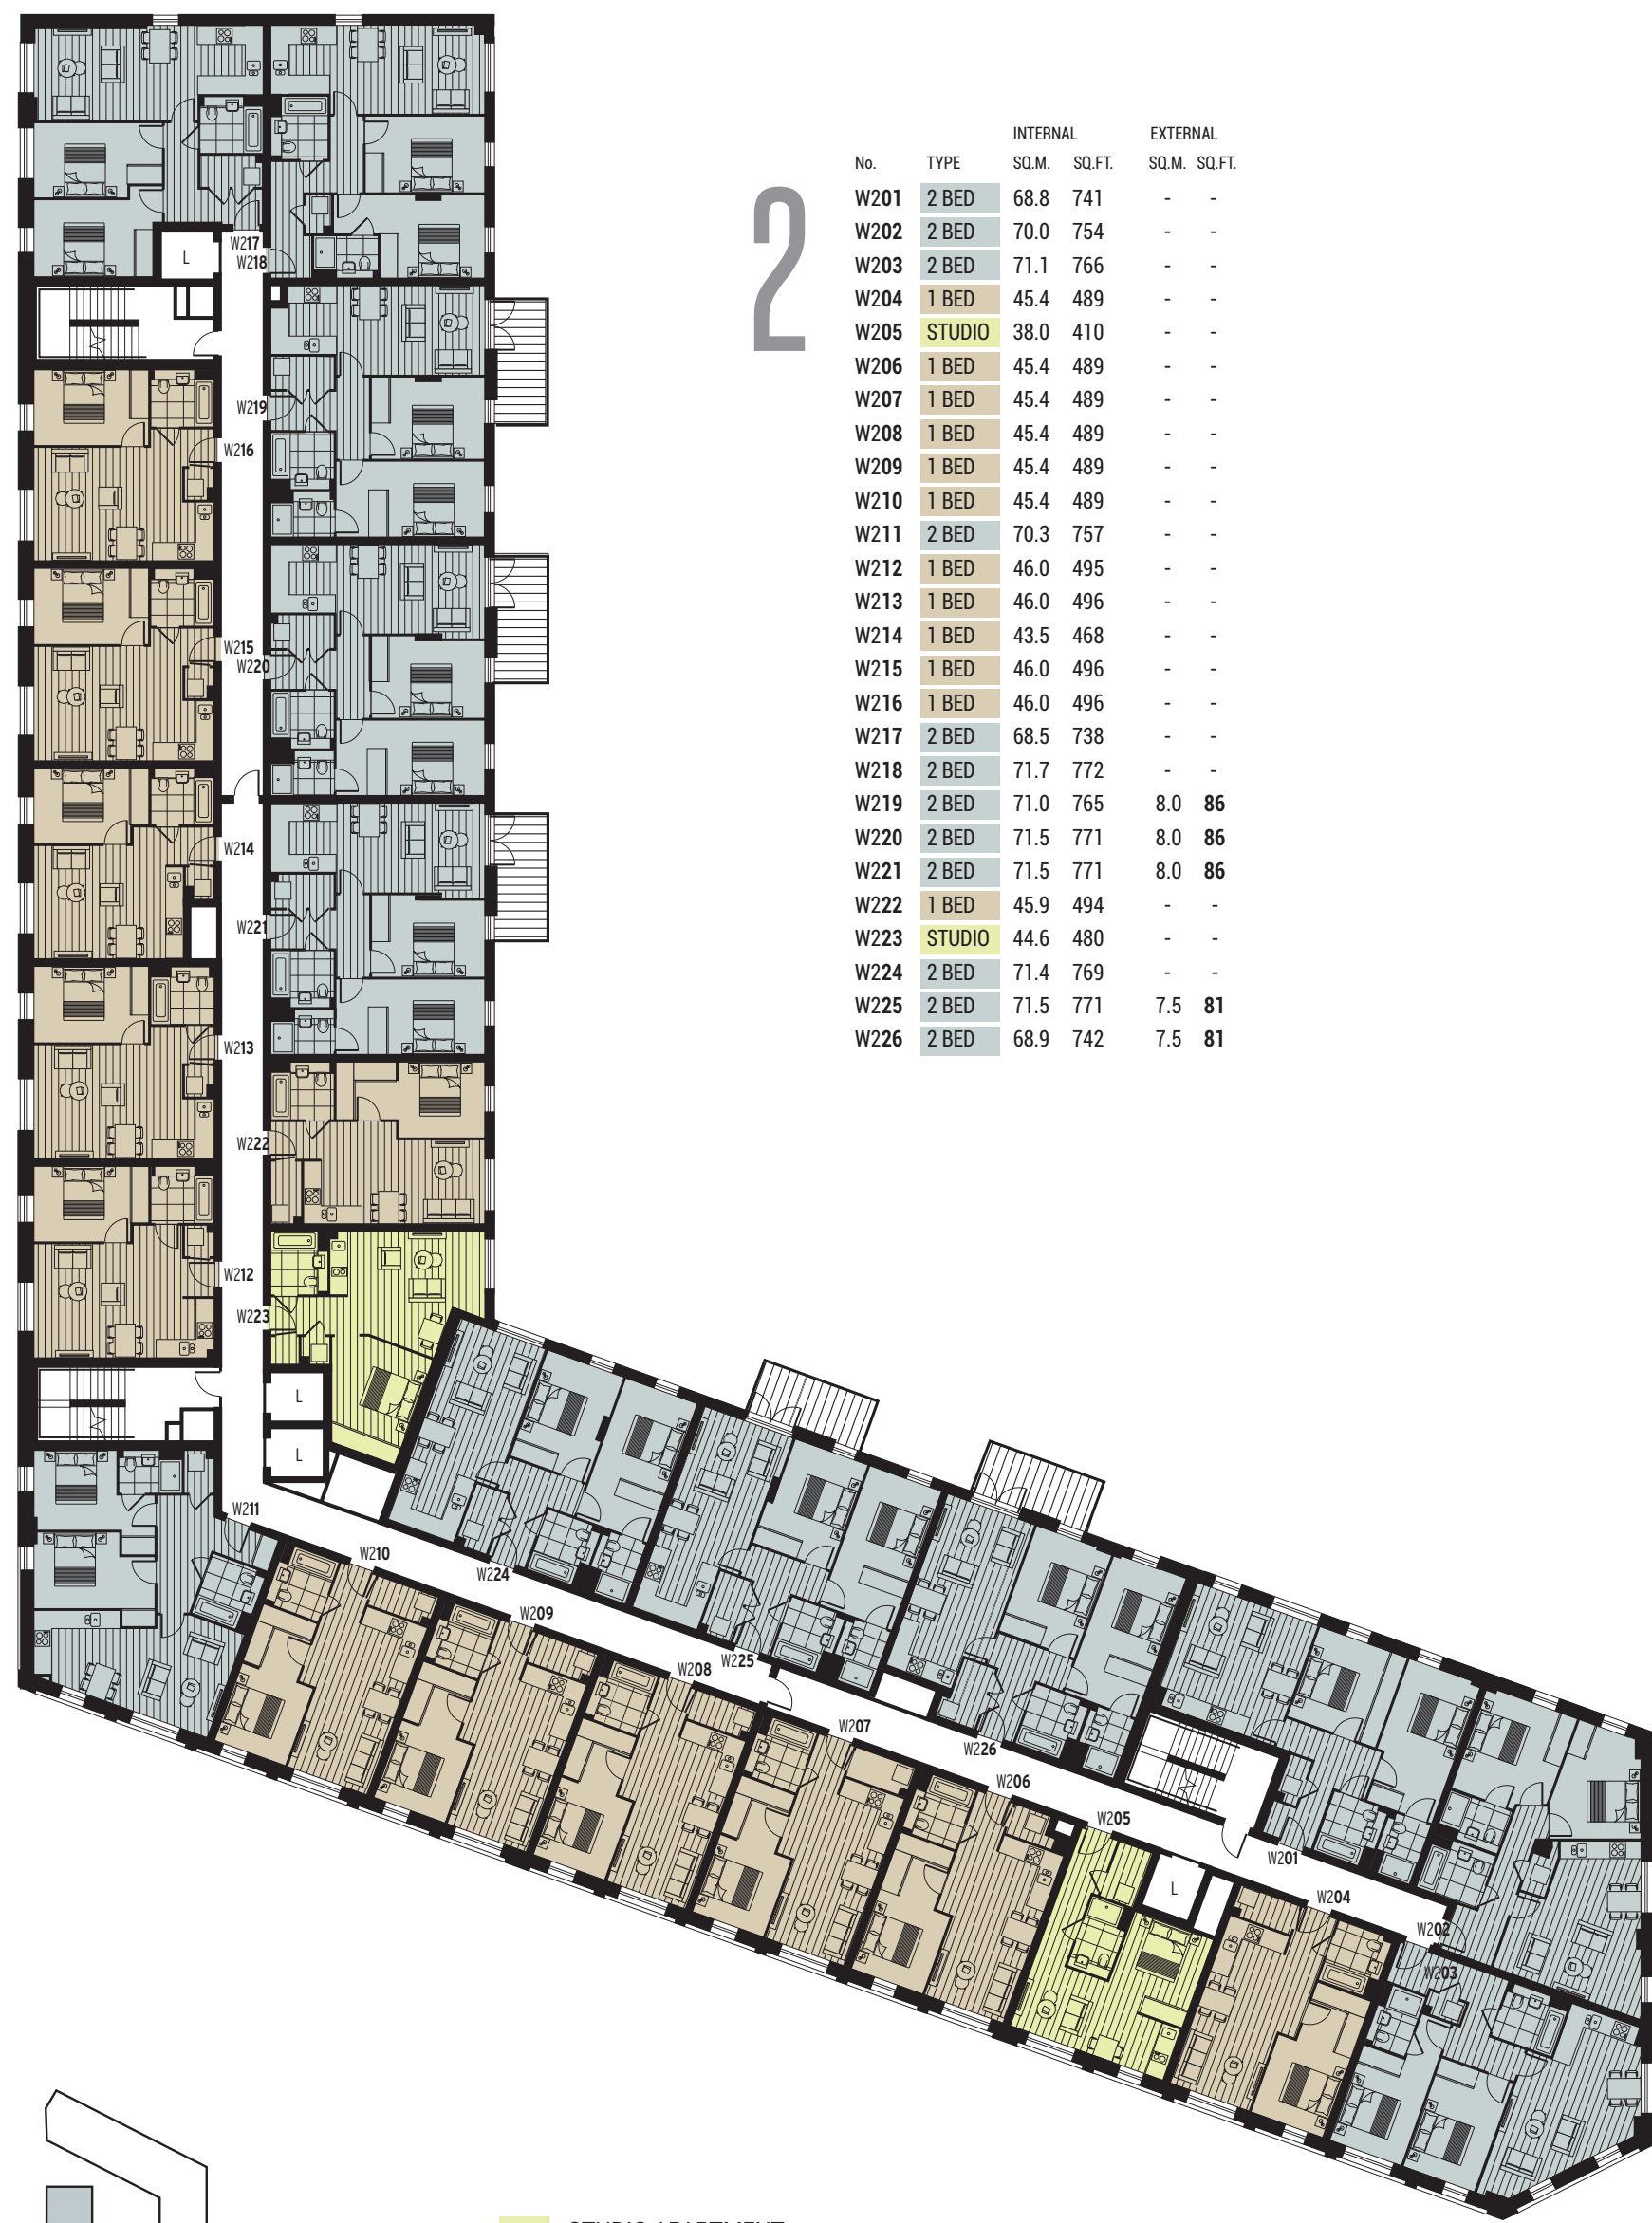 2
INTERNAL EXTERNAL
No. TYPE SQ.M. SQ.FT. SQ.M. SQ.FT.
W201 2 BED 68.8 741 - -
W202 2 BED 70.0 754 - -
W203 2 BED 71.1 766 - -
W204 1 BED 45.4 489 - -
W205 STUDIO 38.0 410 - -
W206 1 BED 45.4 489 - -
W207 1 BED 45.4 489 - -
W208 1 BED 45.4 489 - -
W209 1 BED 45.4 489 - -
W210 1 BED 45.4 489 - -
W211 2 BED 70.3 757 - -
W212 1 BED 46.0 495 - -
W213 1 BED 46.0 496 - -
W214 1 BED 43.5 468 - -
W215 1 BED 46.0 496 - -
W216 1 BED 46.0 496 - -
W217 2 BED 68.5 738 - -
W218 2 BED 71.7 772 - -
W219 2 BED 71.0 765 8.0 86
W220 2 BED 71.5 771 8.0 86
W221 2 BED 71.5 771 8.0 86
W222 1 BED 45.9 494 - -
W223 STUDIO 44.6 480 - -
W224 2 BED 71.4 769 - -
W225 2 BED 71.5 771 7.5 81
W226 2 BED 68.9 742 7.5 81
W217
L
W218
W219
W216
W215
W220
W214
W221
W213
W222
W212
W223
L
L
W211
W210
W224
W209
W225
W208
W207
W226
W206
W205
W201
L
W204
W202
W203
STUDIO APARTMENT